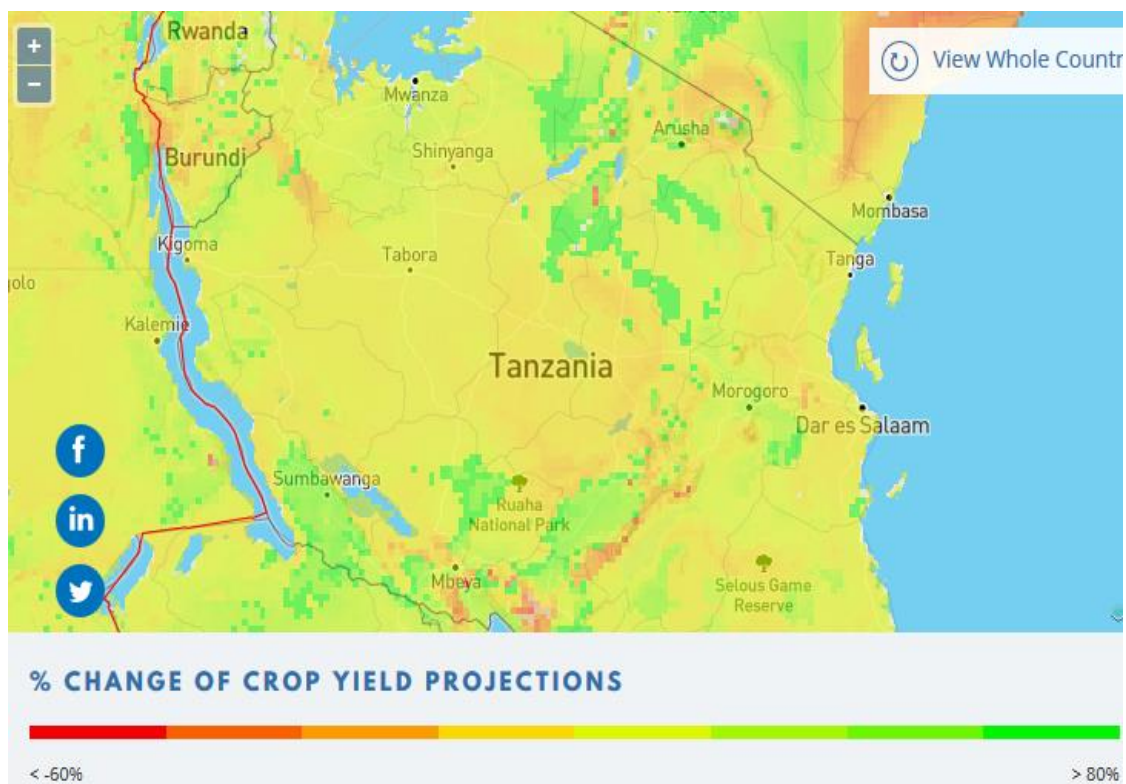 Rwanda
+
View Whole Countr
−
Mwanza
Arusha
Shinyanga
Burundi
Mombasa
Kigoma
Tabora
Tanga
olo
Kalemie
Tanzania
Morogoro
Dar es Salaam
f
Sumbawanga
Ruaha
National Park
in
Mbeya
Selous Game
Reserve
% CHANGE OF CROP YIELD PROJECTIONS
< -60%
> 80%